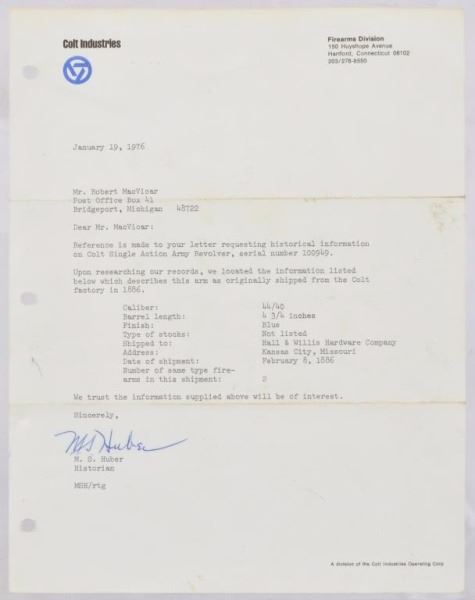 Colt Industries
Firearms Division
150 Huyshope Avenue
Hartford, Connecticut 06102
203/278-8550
January 19, 1976
Mr. Robert MacVicar
Post Office Box 41
Bridgeport, Michigan 48722
Dear Mr. MacVicar:
Reference is made to your letter requesting historical information
on Colt Single Action Army Revolver, serial number 100949.
Upon researching our records, we located the information listed
below which describes this arm as originally shipped from the Colt
factory in 1886.
Caliber: 44/40
Barrel length: 4 3/4 inches
Finish: Blue
Type of stocks: Not listed
Shipped to: Hall & Willis Hardware Company
Address: Kansas City, Missouri
Date of shipment: February 8, 1886
Number of same type fire-
arms in this shipment: 2
We trust the information supplied above will be of interest.
Sincerely,
MS Huber
M. S. Huber
Historian
MSH/rtg
A division of the Colt Industries Operating Corp